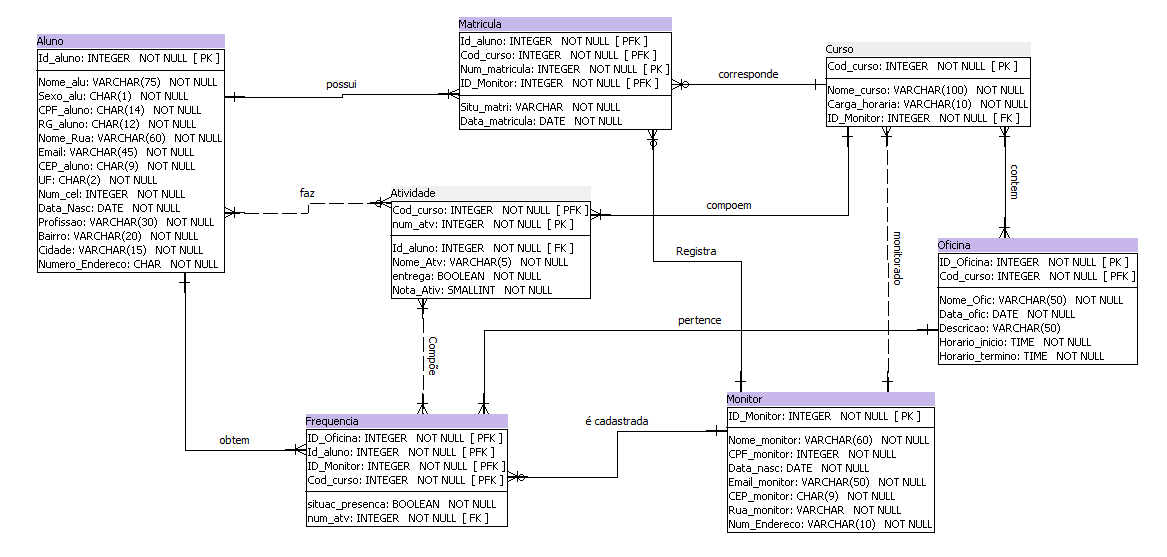 Aluno
Id_aluno: INTEGER NOT NULL [ PK ]
Nome_alu: VARCHAR(75) NOT NULL
Sexo_alu: CHAR(1) NOT NULL
CPF_aluno: CHAR(14) NOT NULL
RG_aluno: CHAR(12) NOT NULL
Nome_Rua: VARCHAR(60) NOT NULL
Email: VARCHAR(45) NOT NULL
CEP_aluno: CHAR(9) NOT NULL
UF: CHAR(2) NOT NULL
Num_cel: INTEGER NOT NULL
Data_Nasc: DATE NOT NULL
Profissao: VARCHAR(30) NOT NULL
Bairro: VARCHAR(20) NOT NULL
Cidade: VARCHAR(15) NOT NULL
Numero_Endereco: CHAR NOT NULL
possui
Matricula
Id_aluno: INTEGER NOT NULL [ PFK ]
Cod_curso: INTEGER NOT NULL [ PFK ]
Num_matricula: INTEGER NOT NULL [ PK ]
ID_Monitor: INTEGER NOT NULL [ PFK ]
Situ_matri: VARCHAR NOT NULL
Data_matricula: DATE NOT NULL
corresponde
Curso
Cod_curso: INTEGER NOT NULL [ PK ]
Nome_curso: VARCHAR(100) NOT NULL
Carga_horaria: VARCHAR(10) NOT NULL
ID_Monitor: INTEGER NOT NULL [ FK ]
faz
Atividade
Cod_curso: INTEGER NOT NULL [ PFK ]
num_atv: INTEGER NOT NULL [ PK ]
Id_aluno: INTEGER NOT NULL [ FK ]
Nome_Atv: VARCHAR(5) NOT NULL
entrega: BOOLEAN NOT NULL
Nota_Ativ: SMALLINT NOT NULL
compoem
contem
Registra
monitorado
Oficina
ID_Oficina: INTEGER NOT NULL [ PK ]
Cod_curso: INTEGER NOT NULL [ PFK ]
Nome_Ofic: VARCHAR(50) NOT NULL
Data_ofic: DATE NOT NULL
Descricao: VARCHAR(50)
Horario_inicio: TIME NOT NULL
Horario_termino: TIME NOT NULL
pertence
Compõe
obtem
Frequencia
ID_Oficina: INTEGER NOT NULL [ PFK ]
Id_aluno: INTEGER NOT NULL [ PFK ]
ID_Monitor: INTEGER NOT NULL [ PFK ]
Cod_curso: INTEGER NOT NULL [ PFK ]
situac_presenca: BOOLEAN NOT NULL
num_atv: INTEGER NOT NULL [ FK ]
é cadastrada
Monitor
ID_Monitor: INTEGER NOT NULL [ PK ]
Nome_monitor: VARCHAR(60) NOT NULL
CPF_monitor: INTEGER NOT NULL
Data_nasc: DATE NOT NULL
Email_monitor: VARCHAR(50) NOT NULL
CEP_monitor: CHAR(9) NOT NULL
Rua_monitor: VARCHAR NOT NULL
Num_Endereco: VARCHAR(10) NOT NULL